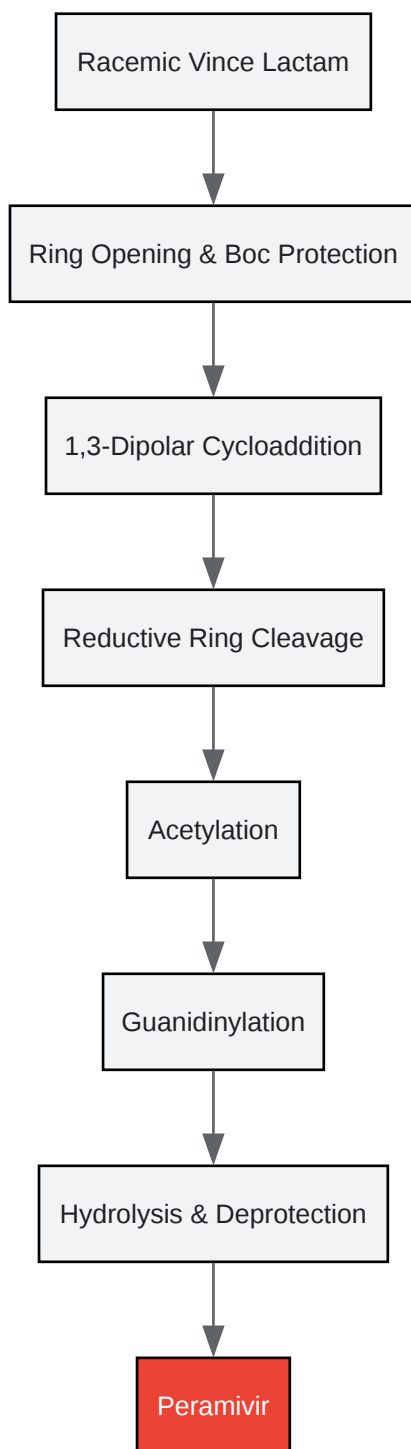 Racemic Vince Lactam
Ring Opening & Boc Protection
1,3-Dipolar Cycloaddition
Reductive Ring Cleavage
Acetylation
Guanidinylation
Hydrolysis & Deprotection
Peramivir